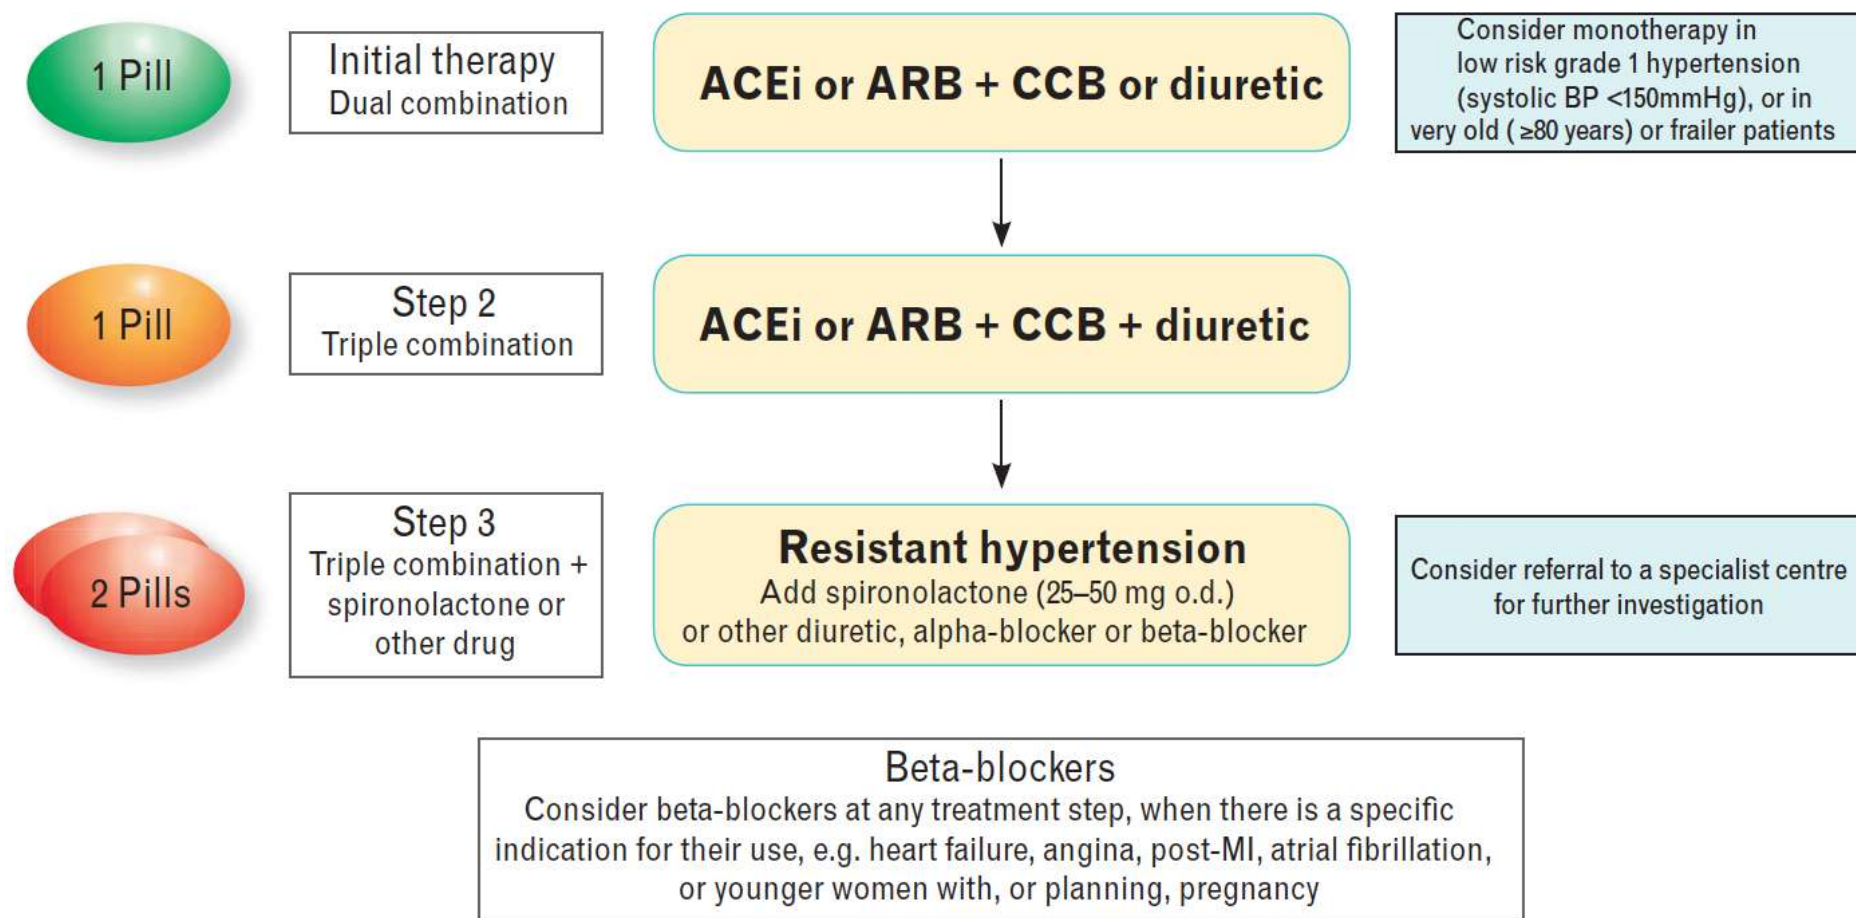 1 Pill
Initial therapy
Dual combination
ACEi or ARB + CCB or diuretic
Consider monotherapy in
low risk grade 1 hypertension
(systolic BP <150mmHg), or in
very old ( ≥80 years) or frailer patients
1 Pill
Step 2
Triple combination
ACEi or ARB + CCB + diuretic
2 Pills
Step 3
Triple combination +
spironolactone or
other drug
Resistant hypertension
Add spironolactone (25–50 mg o.d.)
or other diuretic, alpha-blocker or beta-blocker
Consider referral to a specialist centre
for further investigation
Beta-blockers
Consider beta-blockers at any treatment step, when there is a specific
indication for their use, e.g. heart failure, angina, post-MI, atrial fibrillation,
or younger women with, or planning, pregnancy